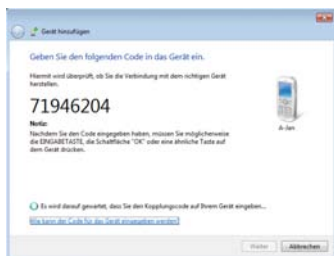 Gerät hinzufügen
Geben Sie den folgenden Code in das Gerät ein.
Hiermit wird überprüft, ob Sie die Verbindung mit dem richtigen Gerät
herstellen.
71946204
Notiz:
Nachdem Sie den Code eingegeben haben, müssen Sie möglicherweise
die EINGABETASTE, die Schaltfläche "OK" oder eine ähnliche Taste auf
dem Gerät drücken.
Es wird darauf gewartet, dass Sie den Kopplungscode auf Ihrem Gerät eingeben...
Wie kann der Code für das Gerät eingegeben werden?
Weiter
Abbrechen